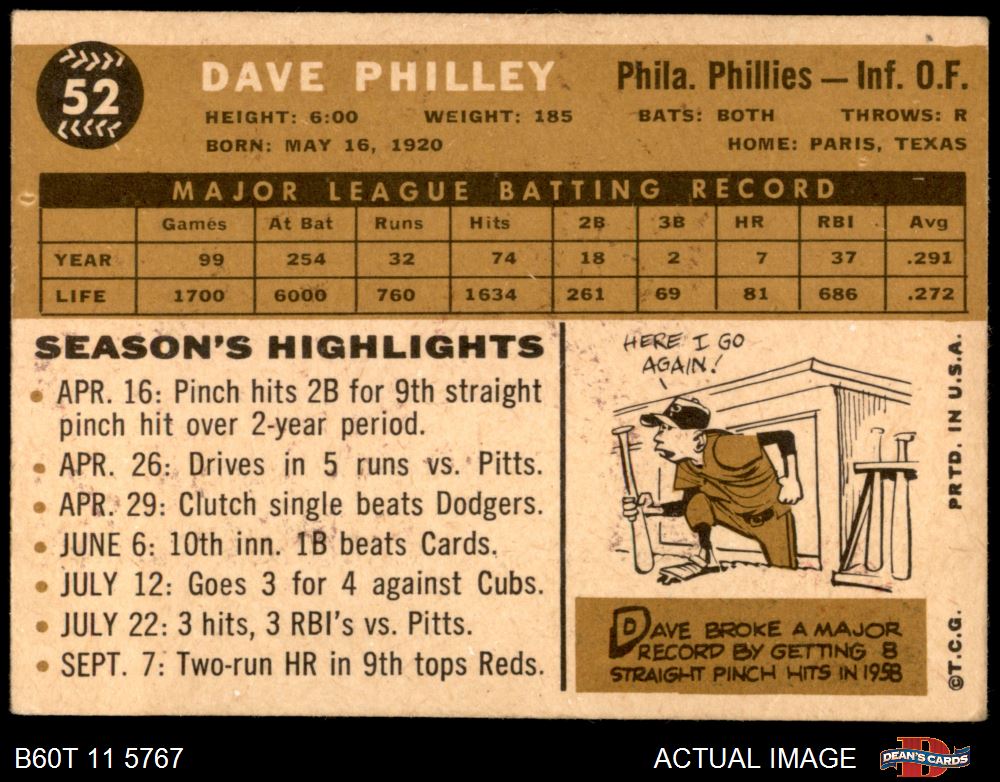 52
DAVE PHILLEY
Phila. Phillies — Inf. O.F.
HEIGHT: 6:00 WEIGHT: 185 BATS: BOTH THROWS: R
BORN: MAY 16, 1920 HOME: PARIS, TEXAS
MAJOR LEAGUE BATTING RECORD
Games At Bat Runs Hits 2B 3B HR RBI Avg
YEAR 99 254 32 74 18 2 7 37 .291
LIFE 1700 6000 760 1634 261 69 81 686 .272
SEASON'S HIGHLIGHTS
• APR. 16: Pinch hits 2B for 9th straight
pinch hit over 2-year period.
• APR. 26: Drives in 5 runs vs. Pitts.
• APR. 29: Clutch single beats Dodgers.
• JUNE 6: 10th inn. 1B beats Cards.
• JULY 12: Goes 3 for 4 against Cubs.
• JULY 22: 3 hits, 3 RBI's vs. Pitts.
• SEPT. 7: Two-run HR in 9th tops Reds.
HERE I GO
AGAIN!
DAVE BROKE A MAJOR
RECORD BY GETTING 8
STRAIGHT PINCH HITS IN 1958
©T.C.G. PRTD. IN U.S.A.
B60T 11 5767
ACTUAL IMAGE
DEAN'S CARDS